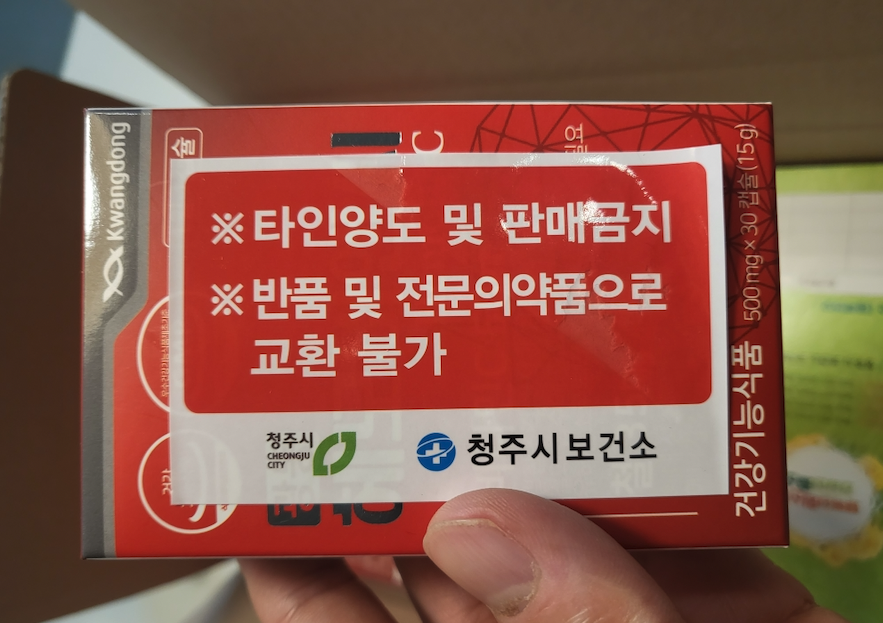 ※타인양도 및 판매금지
※반품 및 전문의약품으로
교환 불가
청주시
CHEONGJU
CITY
청주시보건소
Kwangdong
건강기능식품
500mg×30캡슐(15g)